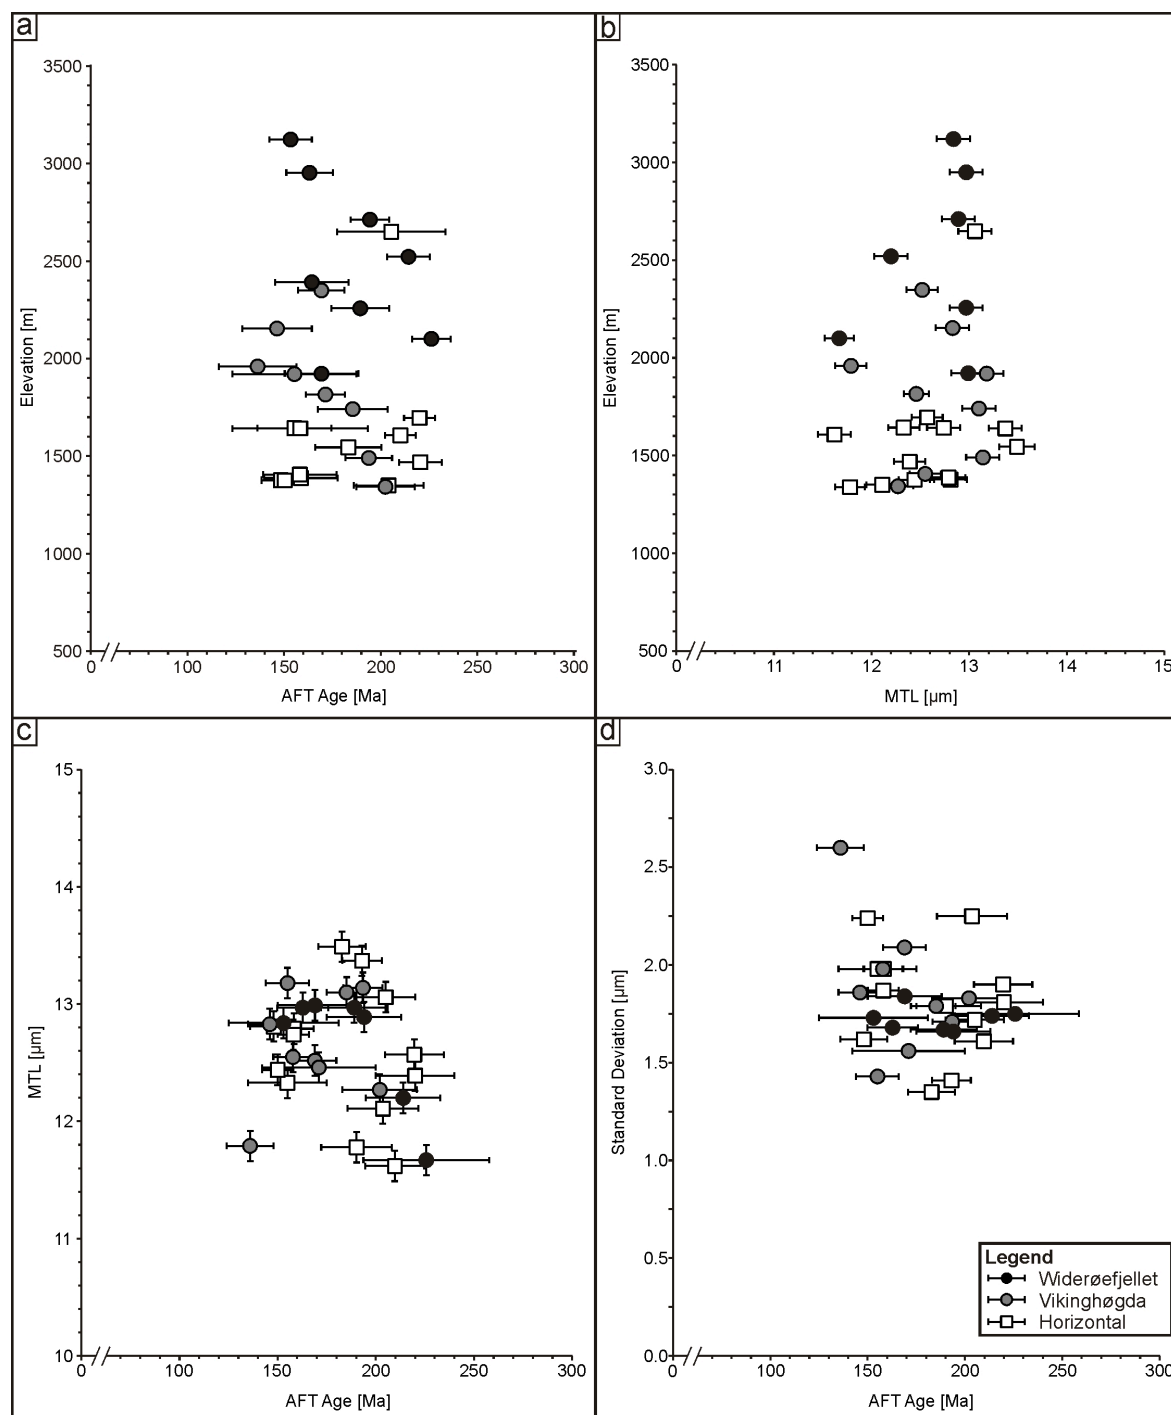 a
3500
3000
2500
2000
1500
1000
500
Elevation [m]
0 100 150 200 250 300
AFT Age [Ma]
b
3500
3000
2500
2000
1500
1000
500
Elevation [m]
0 11 12 13 14 15
MTL [µm]
c
15
14
13
12
11
10
MTL [µm]
0 100 150 200 250 300
AFT Age [Ma]
d
3.0
2.5
2.0
1.5
1.0
0.5
0.0
Standard Deviation [µm]
0 100 150 200 250 300
AFT Age [Ma]
Legend
Widerøefjellet
Vikinghøgda
Horizontal